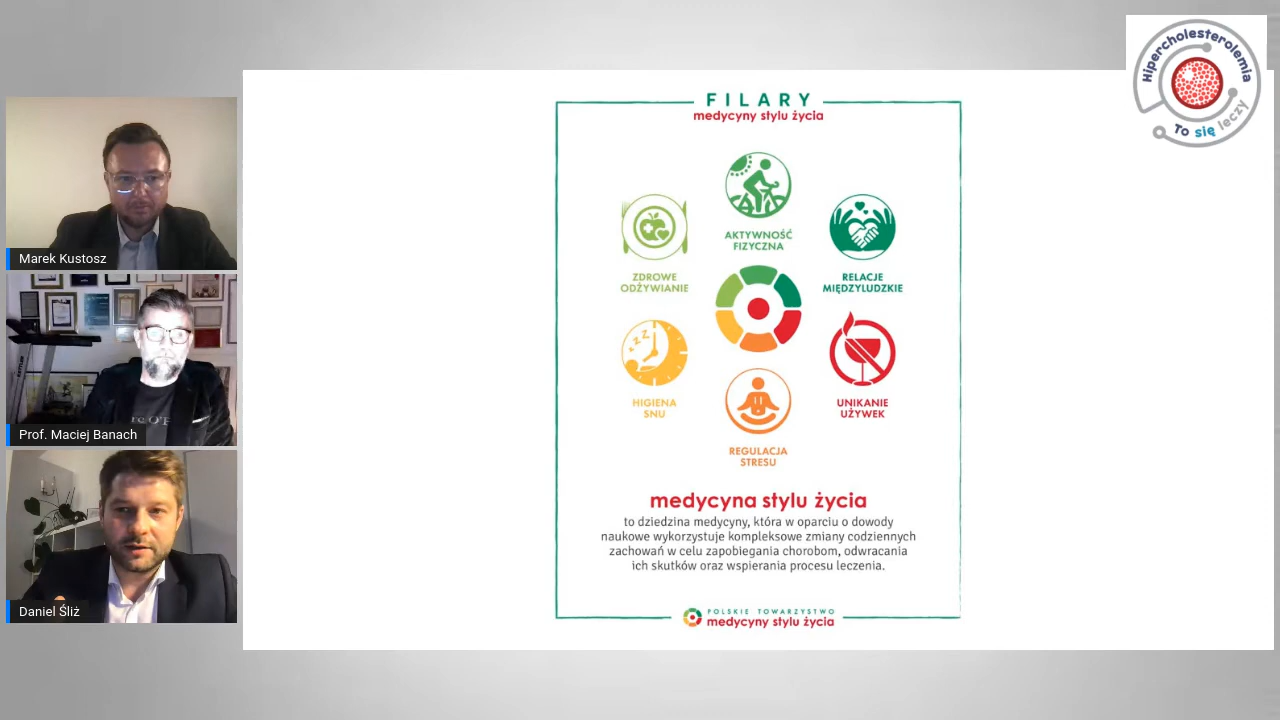 Hipercholesterolemia
To się leczy
FILARY
medycyny stylu życia
AKTYWNOŚĆ
FIZYCZNA
ZDROWE
ODŻYWIANIE
RELACJE
MIĘDZYLUDZKIE
HIGIENA
SNU
UNIKANIE
UŻYWEK
REGULACJA
STRESU
medycyna stylu życia
to dziedzina medycyny, która w oparciu o dowody
naukowe wykorzystuje kompleksowe zmiany codziennych
zachowań w celu zapobiegania chorobom, odwracania
ich skutków oraz wspierania procesu leczenia.
POLSKIE TOWARZYSTWO
medycyny stylu życia
Marek Kustosz
Prof. Maciej Banach
Daniel Śliż